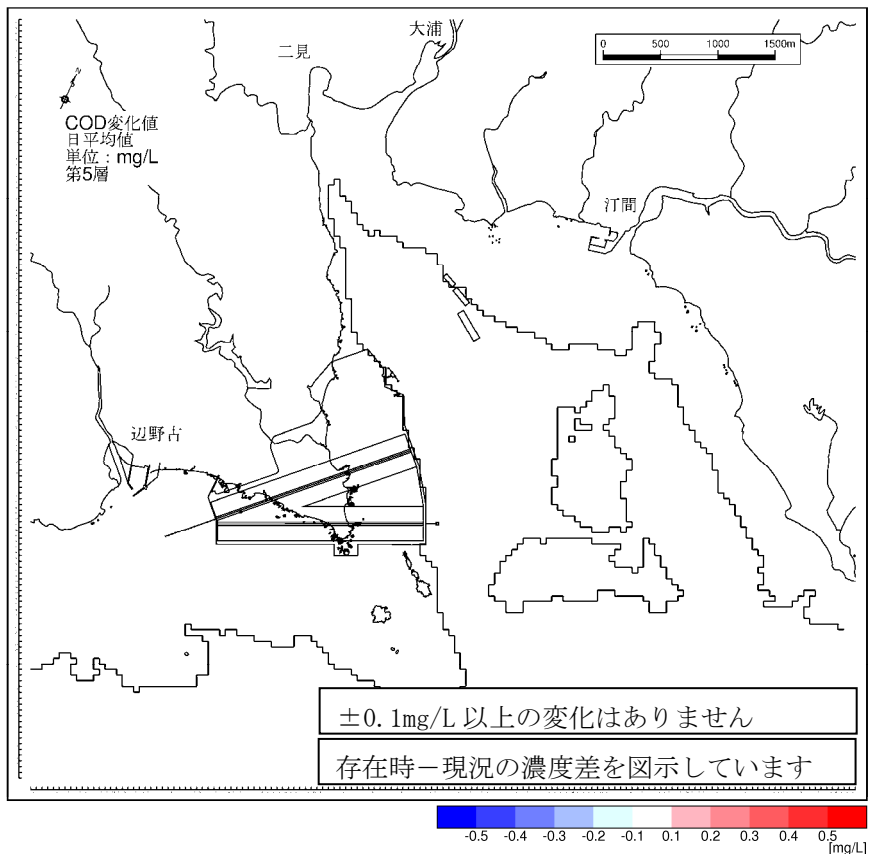 大浦
二見
0 500 1000 1500m
N
COD変化値
日平均値
単位：mg/L
第5層
汀間
辺野古
±0.1mg/L以上の変化はありません
存在時－現況の濃度差を図示しています
-0.5 -0.4 -0.3 -0.2 -0.1 0.1 0.2 0.3 0.4 0.5
[mg/L]